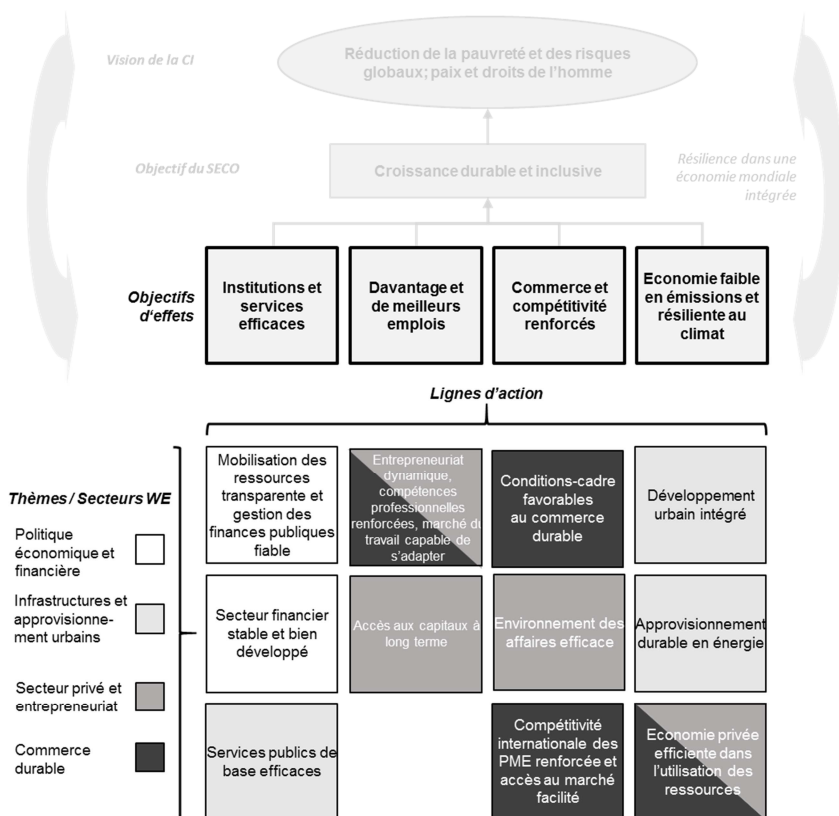 Vision de la CI
Réduction de la pauvreté et des risques
globaux; paix et droits de l'homme
Objectif du SECO
Croissance durable et inclusive
Résilience dans une
économie mondiale
intégrée
Objectifs
d'effets
Institutions et
services
efficaces
Davantage et
de meilleurs
emplois
Commerce et
compétitivité
renforcés
Economie faible
en émissions et
résiliente au
climat
Lignes d'action
Thèmes / Secteurs WE
Politique
économique et
financière
Infrastructures et
approvisionne-
ment urbains
Secteur privé et
entrepreneuriat
Commerce
durable
Mobilisation des
ressources
transparente et
gestion des
finances publiques
fiable
Entrepreneuriat
dynamique,
compétences
professionnelles
renforcées, marché du
travail capable de
s'adapter
Conditions-cadre
favorables
au commerce
durable
Développement
urbain intégré
Secteur financier
stable et bien
développé
Accès aux capitaux à
long terme
Environnement des
affaires efficace
Approvisionnement
durable en énergie
Services publics de
base efficaces
Compétitivité
internationale des
PME renforcée et
accès au marché
facilité
Economie privée
efficiente dans
l'utilisation des
ressources